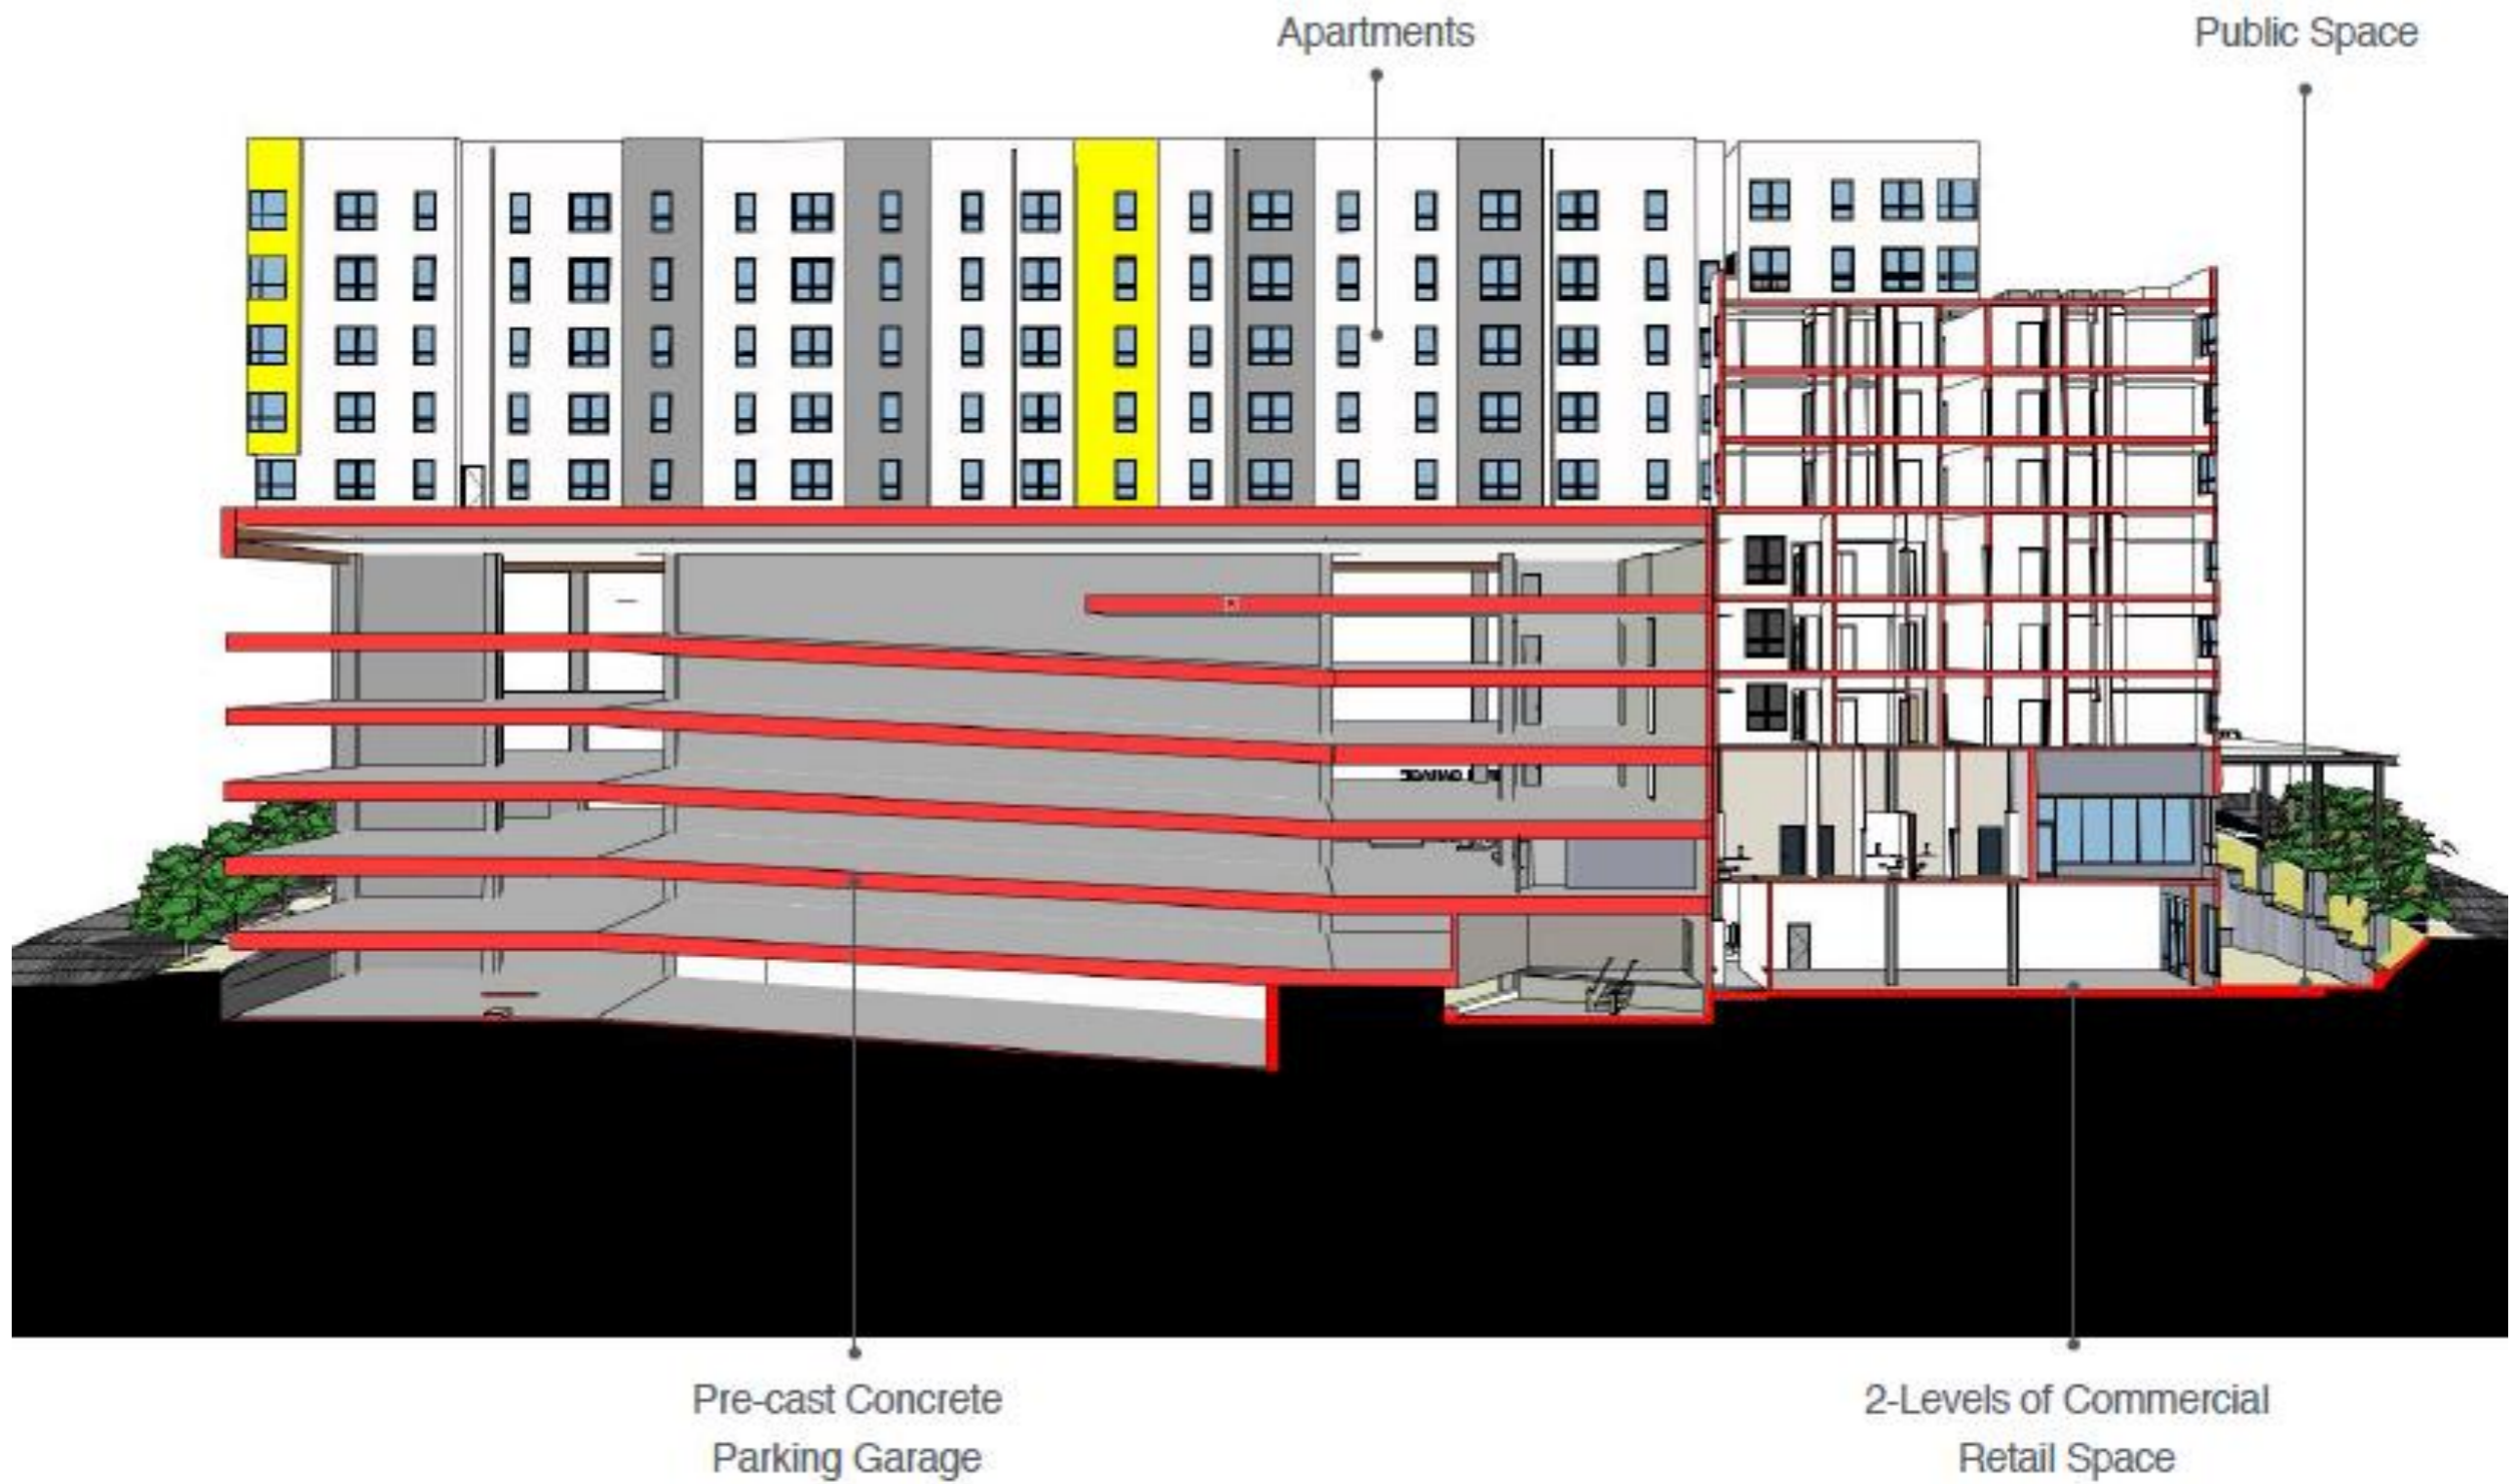 Apartments
Public Space
Pre-cast Concrete
Parking Garage
2-Levels of Commercial
Retail Space